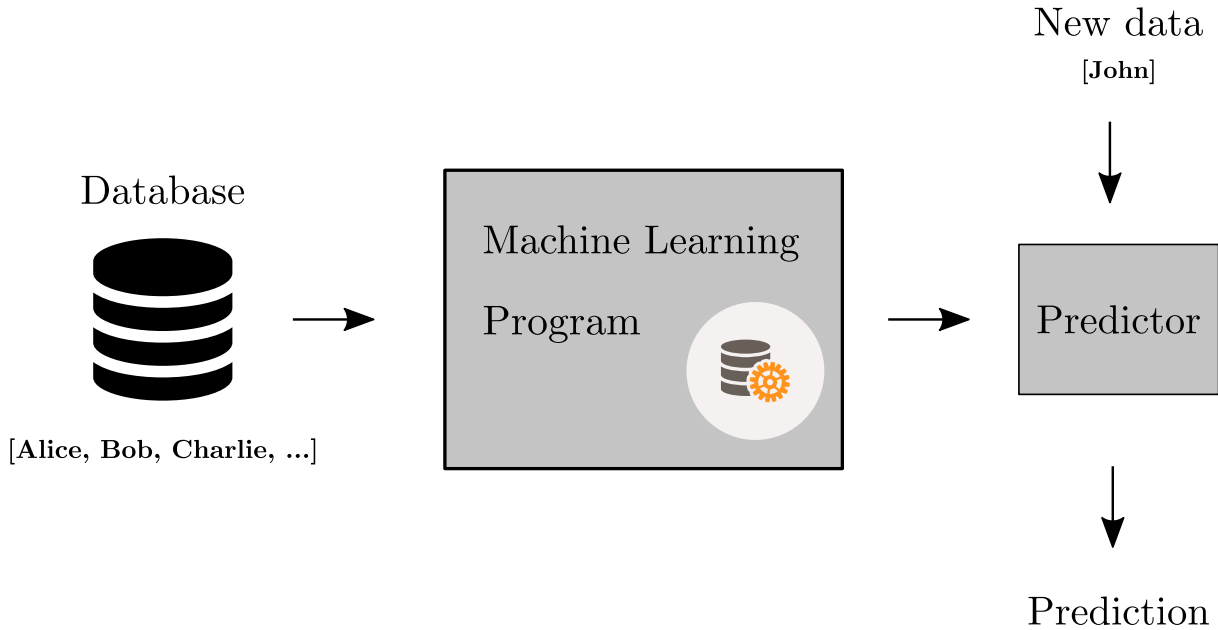 Database
[Alice, Bob, Charlie, ...]
Machine Learning
Program
New data
[John]
Predictor
Prediction